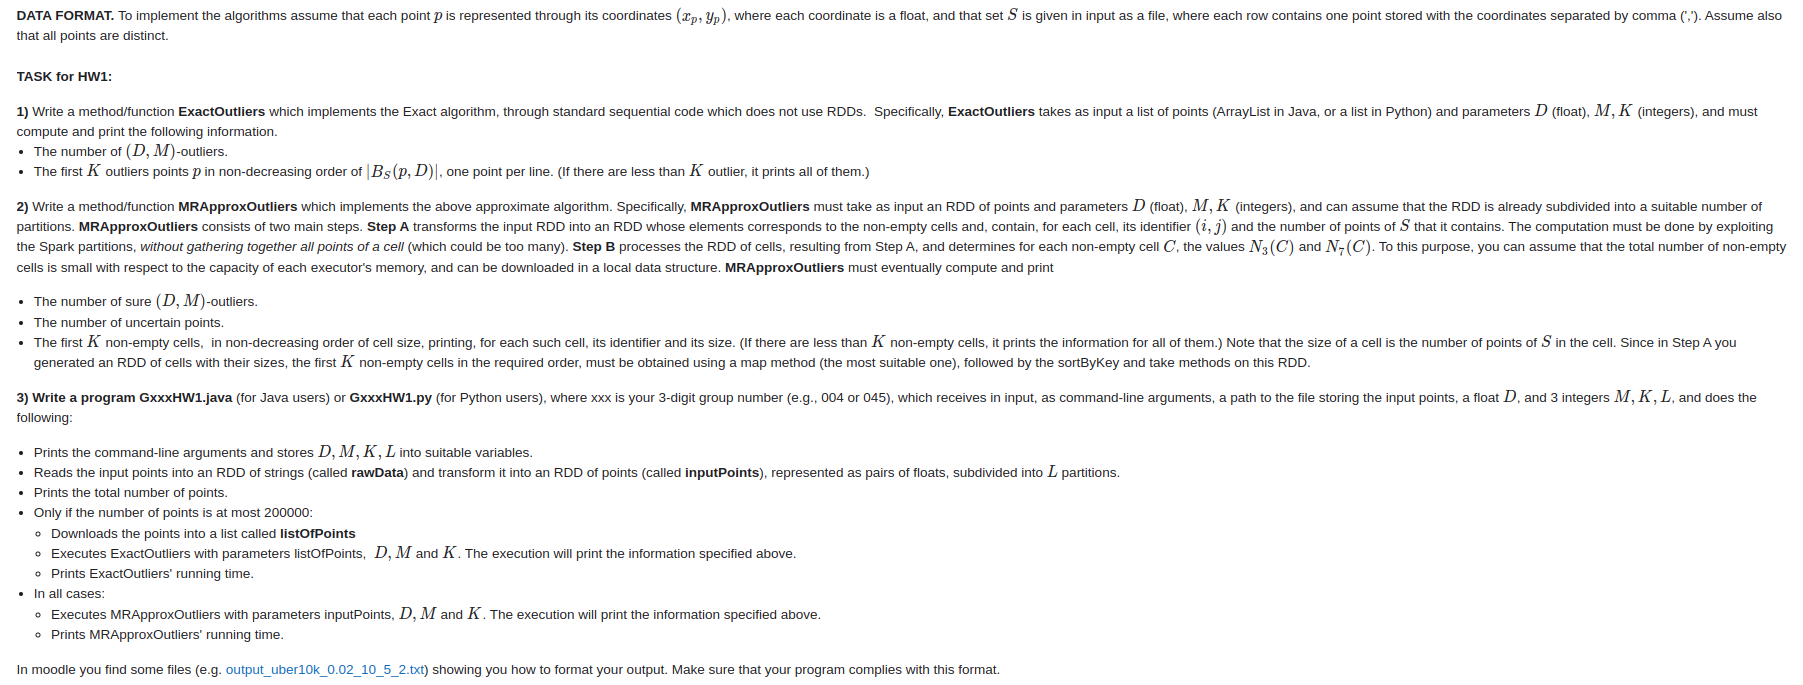 DATA FORMAT. To implement the algorithms assume that each point p is represented through its coordinates (x_p, y_p), where each coordinate is a float, and that set S is given in input as a file, where each row contains one point stored with the coordinates separated by comma (','). Assume also
that all points are distinct.
TASK for HW1:
1) Write a method/function ExactOutliers which implements the Exact algorithm, through standard sequential code which does not use RDDs.  Specifically, ExactOutliers takes as input a list of points (ArrayList in Java, or a list in Python) and parameters D (float), M, K (integers), and must
compute and print the following information.
• The number of (D, M)-outliers.
• The first K outliers points p in non-decreasing order of |B_S(p, D)|, one point per line. (If there are less than K outlier, it prints all of them.)
2) Write a method/function MRApproxOutliers which implements the above approximate algorithm. Specifically, MRApproxOutliers must take as input an RDD of points and parameters D (float), M, K (integers), and can assume that the RDD is already subdivided into a suitable number of
partitions. MRApproxOutliers consists of two main steps. Step A transforms the input RDD into an RDD whose elements corresponds to the non-empty cells and, contain, for each cell, its identifier (i, j) and the number of points of S that it contains. The computation must be done by exploiting
the Spark partitions, without gathering together all points of a cell (which could be too many). Step B processes the RDD of cells, resulting from Step A, and determines for each non-empty cell C, the values N_3(C) and N_7(C). To this purpose, you can assume that the total number of non-empty
cells is small with respect to the capacity of each executor's memory, and can be downloaded in a local data structure. MRApproxOutliers must eventually compute and print
• The number of sure (D, M)-outliers.
• The number of uncertain points.
• The first K non-empty cells,  in non-decreasing order of cell size, printing, for each such cell, its identifier and its size. (If there are less than K non-empty cells, it prints the information for all of them.) Note that the size of a cell is the number of points of S in the cell. Since in Step A you
generated an RDD of cells with their sizes, the first K non-empty cells in the required order, must be obtained using a map method (the most suitable one), followed by the sortByKey and take methods on this RDD.
3) Write a program GxxxHW1.java (for Java users) or GxxxHW1.py (for Python users), where xxx is your 3-digit group number (e.g., 004 or 045), which receives in input, as command-line arguments, a path to the file storing the input points, a float D, and 3 integers M, K, L, and does the
following:
• Prints the command-line arguments and stores D, M, K, L into suitable variables.
• Reads the input points into an RDD of strings (called rawData) and transform it into an RDD of points (called inputPoints), represented as pairs of floats, subdivided into L partitions.
• Prints the total number of points.
• Only if the number of points is at most 200000:
◦ Downloads the points into a list called listOfPoints
◦ Executes ExactOutliers with parameters listOfPoints,  D, M and K. The execution will print the information specified above.
◦ Prints ExactOutliers' running time.
• In all cases:
◦ Executes MRApproxOutliers with parameters inputPoints, D, M and K. The execution will print the information specified above.
◦ Prints MRApproxOutliers' running time.
In moodle you find some files (e.g. output_uber10k_0.02_10_5_2.txt) showing you how to format your output. Make sure that your program complies with this format.